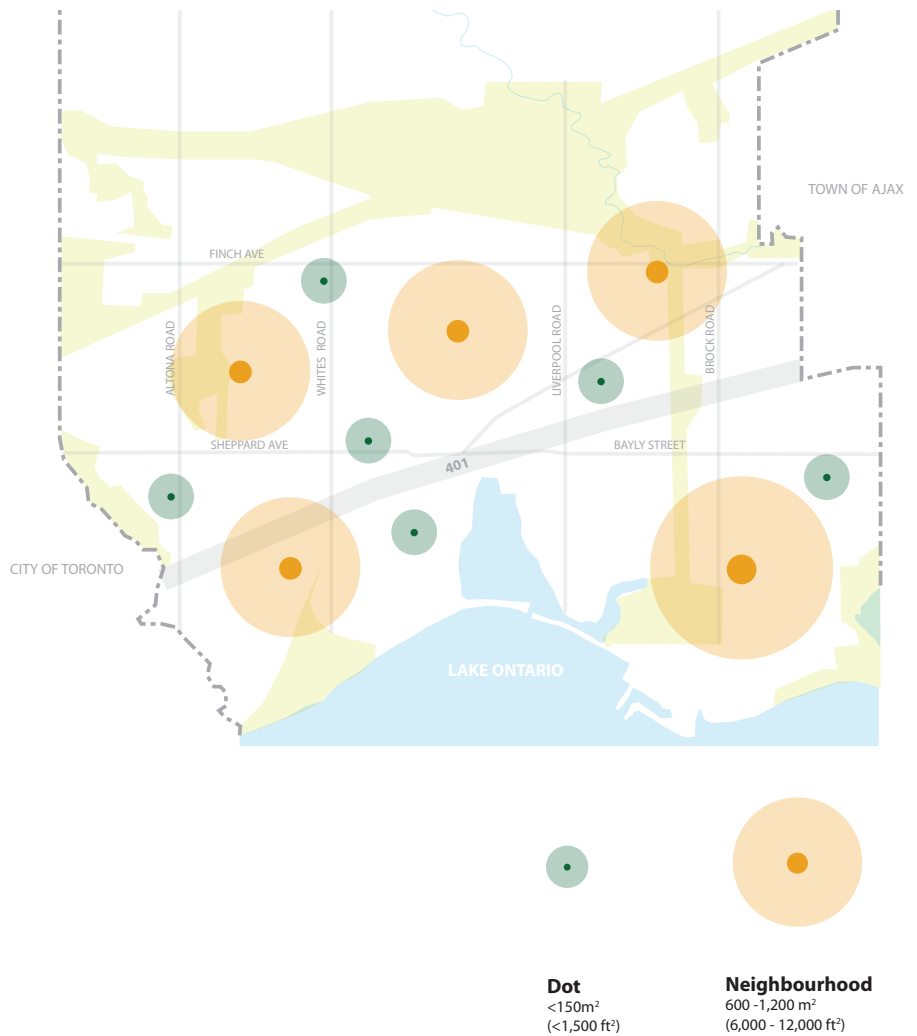 TOWN OF AJAX
FINCH AVE
ALTONA ROAD
WHITES ROAD
LIVERPOOL ROAD
BROCK ROAD
SHEPPARD AVE
BAYLY STREET
401
CITY OF TORONTO
LAKE ONTARIO
Dot
<150m²
(<1,500 ft²)
Neighbourhood
600 -1,200 m²
(6,000 - 12,000 ft²)